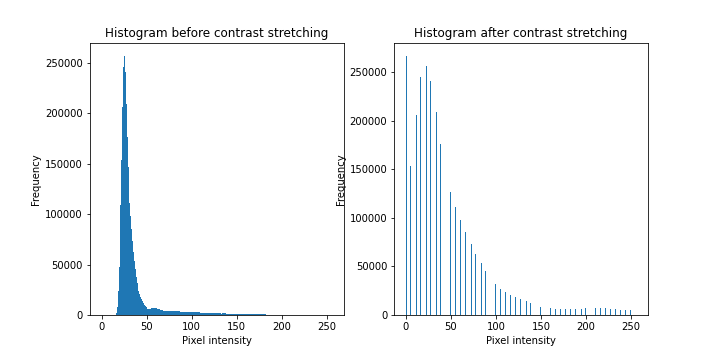 Histogram before contrast stretching
250000
200000
150000
100000
50000
0
Frequency
0 50 100 150 200 250
Pixel intensity
Histogram after contrast stretching
250000
200000
150000
100000
50000
0
Frequency
0 50 100 150 200 250
Pixel intensity